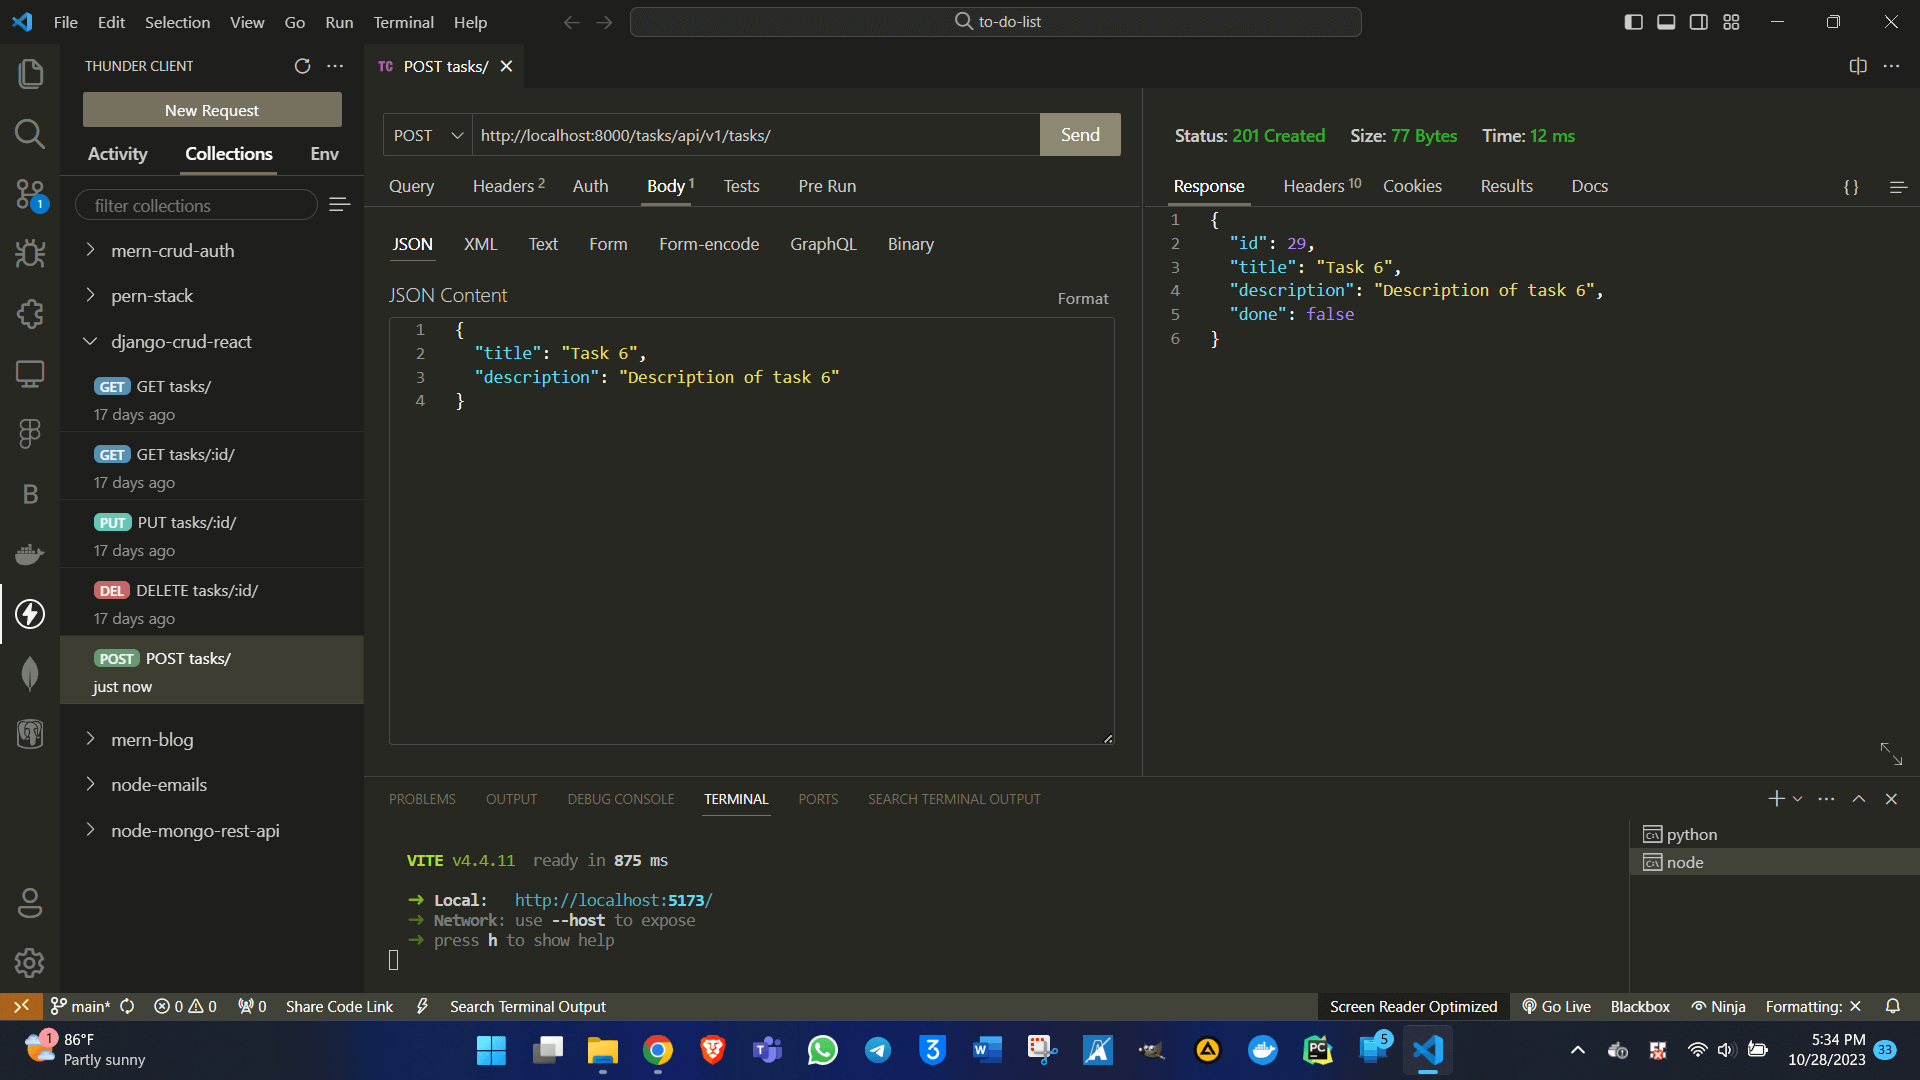 File Edit Selection View Go Run Terminal Help
to-do-list
THUNDER CLIENT
New Request
Activity Collections Env
filter collections
1
mern-crud-auth
pern-stack
django-crud-react
GET GET tasks/
17 days ago
GET GET tasks/:id/
17 days ago
PUT PUT tasks/:id/
17 days ago
DEL DELETE tasks/:id/
17 days ago
POST POST tasks/
just now
mern-blog
node-emails
node-mongo-rest-api
B
TC POST tasks/
POST http://localhost:8000/tasks/api/v1/tasks/ Send
Query Headers 2 Auth Body 1 Tests Pre Run
JSON XML Text Form Form-encode GraphQL Binary
JSON Content
Format
1 {
2 "title": "Task 6",
3 "description": "Description of task 6"
4 }
Status: 201 Created Size: 77 Bytes Time: 12 ms
Response Headers 10 Cookies Results Docs { }
1 {
2 "id": 29,
3 "title": "Task 6",
4 "description": "Description of task 6",
5 "done": false
6 }
PROBLEMS OUTPUT DEBUG CONSOLE TERMINAL PORTS SEARCH TERMINAL OUTPUT
VITE v4.4.11 ready in 875 ms
➜ Local: http://localhost:5173/
➜ Network: use --host to expose
➜ press h to show help
python
node
main* 0 0 0 Share Code Link Search Terminal Output Screen Reader Optimized Go Live Blackbox Ninja Formatting: ×
1 86°F
Partly sunny
3 W PC 5
5:34 PM
10/28/2023
33